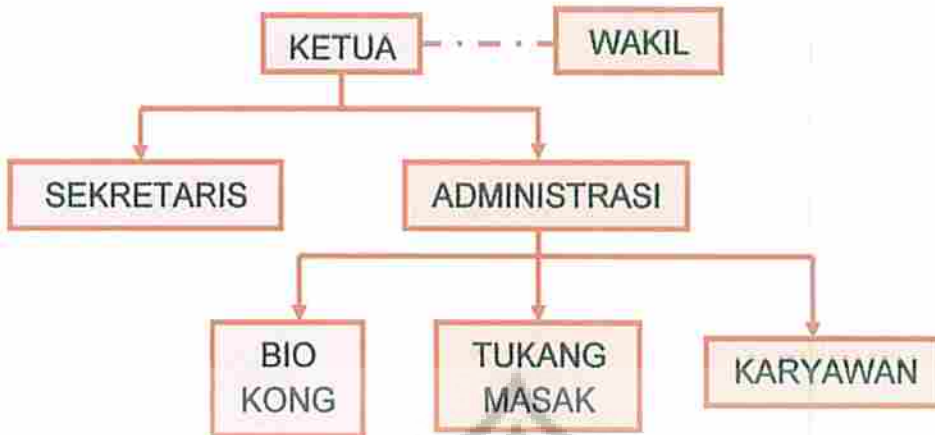 KETUA
WAKIL
SEKRETARIS
ADMINISTRASI
BIO
KONG
TUKANG
MASAK
KARYAWAN